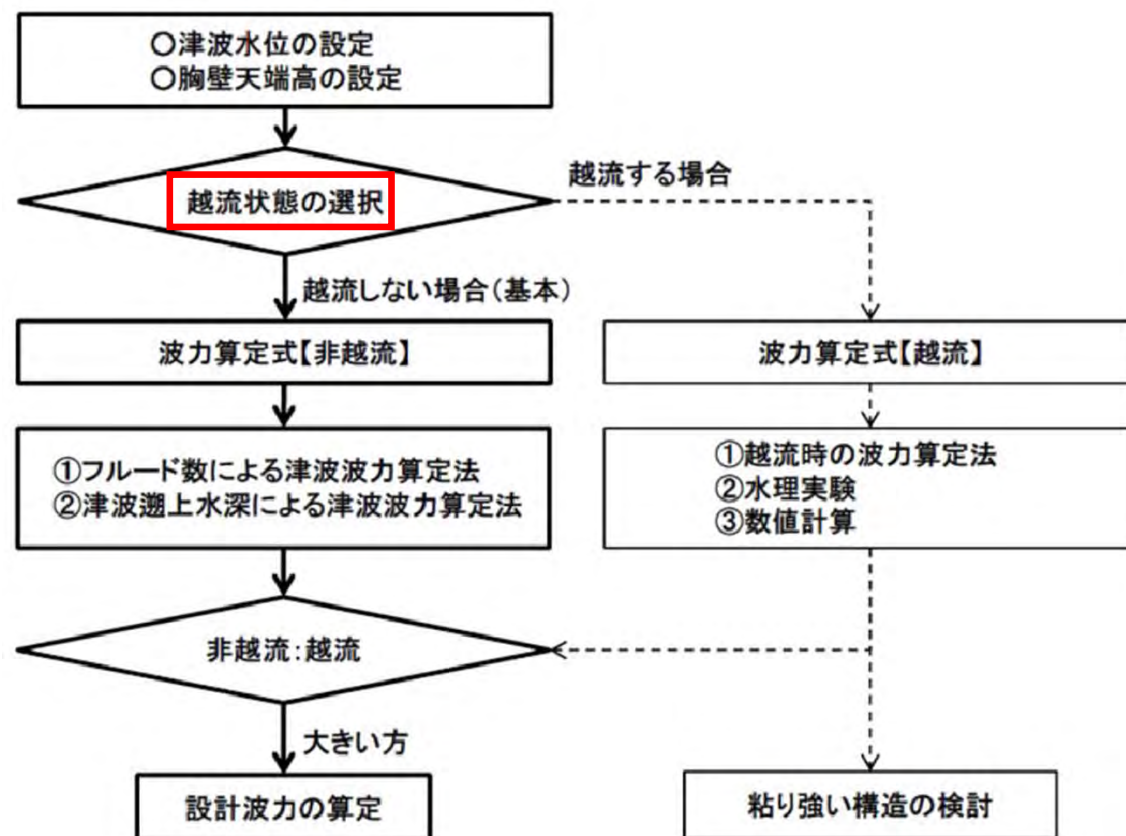 〇津波水位の設定
〇胸壁天端高の設定
越流状態の選択
越流する場合
越流しない場合(基本)
波力算定式【非越流】
波力算定式【越流】
①フルード数による津波波力算定法
②津波遡上水深による津波波力算定法
①越流時の波力算定法
②水理実験
③数値計算
非越流:越流
大きい方
設計波力の算定
粘り強い構造の検討